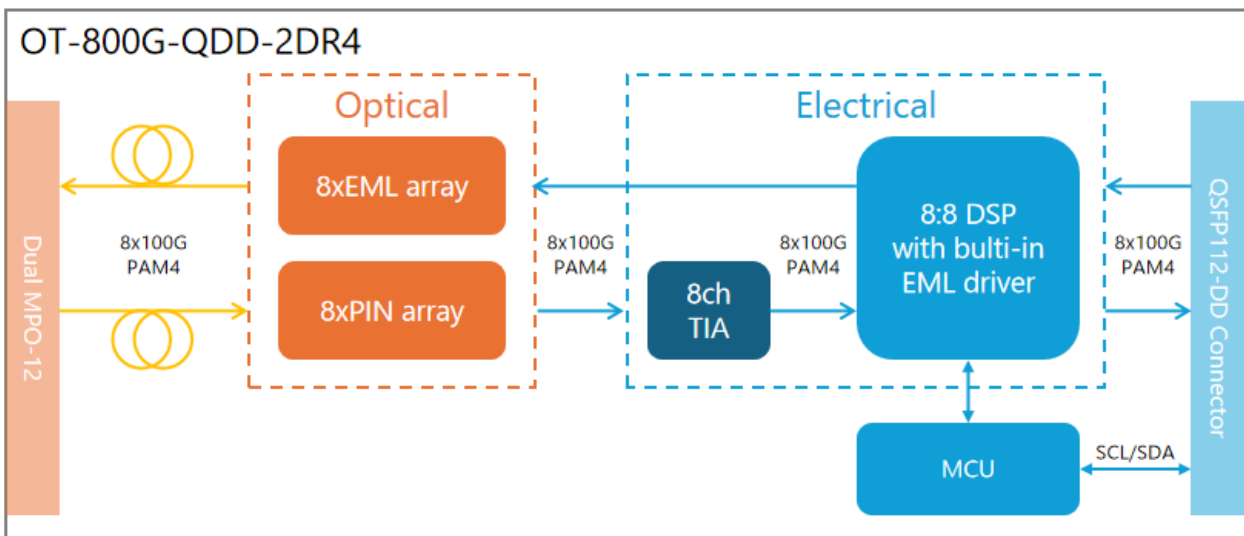 OT-800G-QDD-2DR4
Optical
Electrical
8xEML array
8xPIN array
8x100G
PAM4
8x100G
PAM4
8ch
TIA
8x100G
PAM4
8:8 DSP
with bulti-in
EML driver
8x100G
PAM4
MCU
SCL/SDA
Dual MPO-12
QSFP112-DD Connector